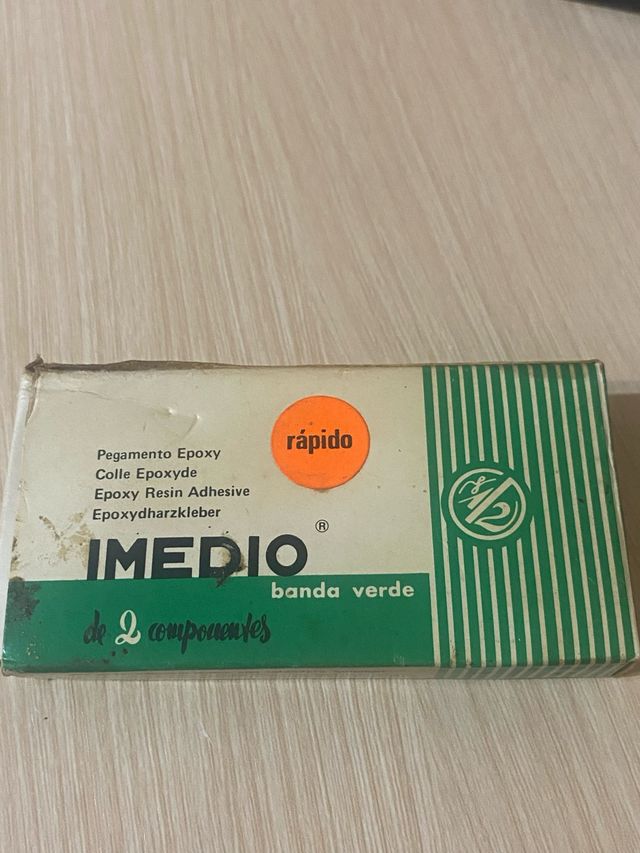 rápido
Pegamento Epoxy
Colle Epoxyde
Epoxy Resin Adhesive
Epoxydharzkleber
IMEDIO ®
banda verde
de 2 componentes